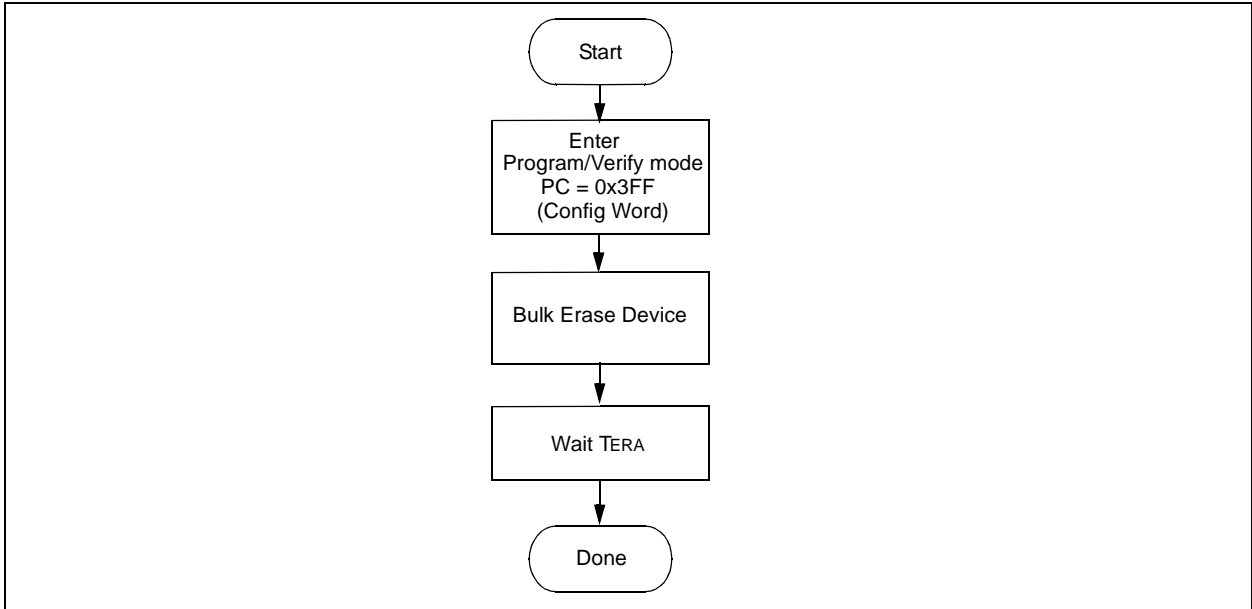 Start
Enter
Program/Verify mode
PC = 0x3FF
(Config Word)
Bulk Erase Device
Wait TERA
Done